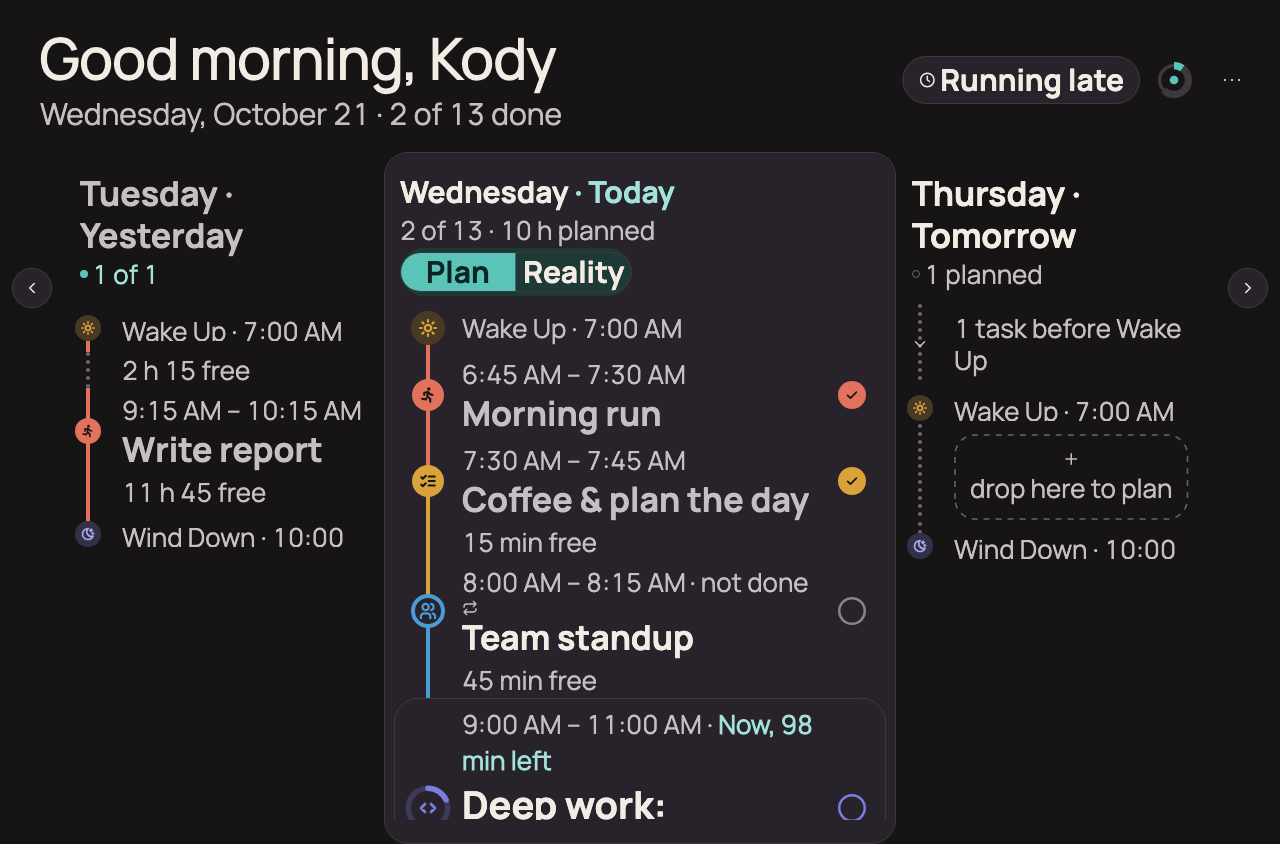 Good morning, Kody
Wednesday, October 21 · 2 of 13 done
Running late
Tuesday ·
Yesterday
1 of 1
Wake Up · 7:00 AM
2 h 15 free
9:15 AM – 10:15 AM
Write report
11 h 45 free
Wind Down · 10:00
Wednesday · Today
2 of 13 · 10 h planned
Plan
Reality
Wake Up · 7:00 AM
6:45 AM – 7:30 AM
Morning run
7:30 AM – 7:45 AM
Coffee & plan the day
15 min free
8:00 AM – 8:15 AM · not done
Team standup
45 min free
9:00 AM – 11:00 AM · Now, 98
min left
Deep work:
Thursday ·
Tomorrow
1 planned
1 task before Wake
Up
Wake Up · 7:00 AM
+
drop here to plan
Wind Down · 10:00